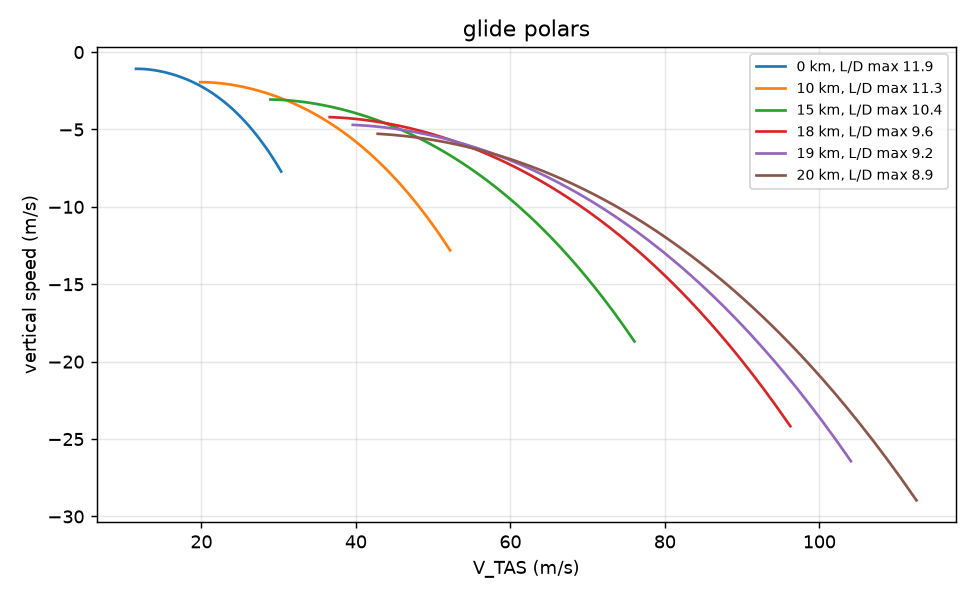 glide polars
0 km, L/D max 11.9
10 km, L/D max 11.3
15 km, L/D max 10.4
18 km, L/D max 9.6
19 km, L/D max 9.2
20 km, L/D max 8.9
vertical speed (m/s)
0
−5
−10
−15
−20
−25
−30
20 40 60 80 100
V_TAS (m/s)